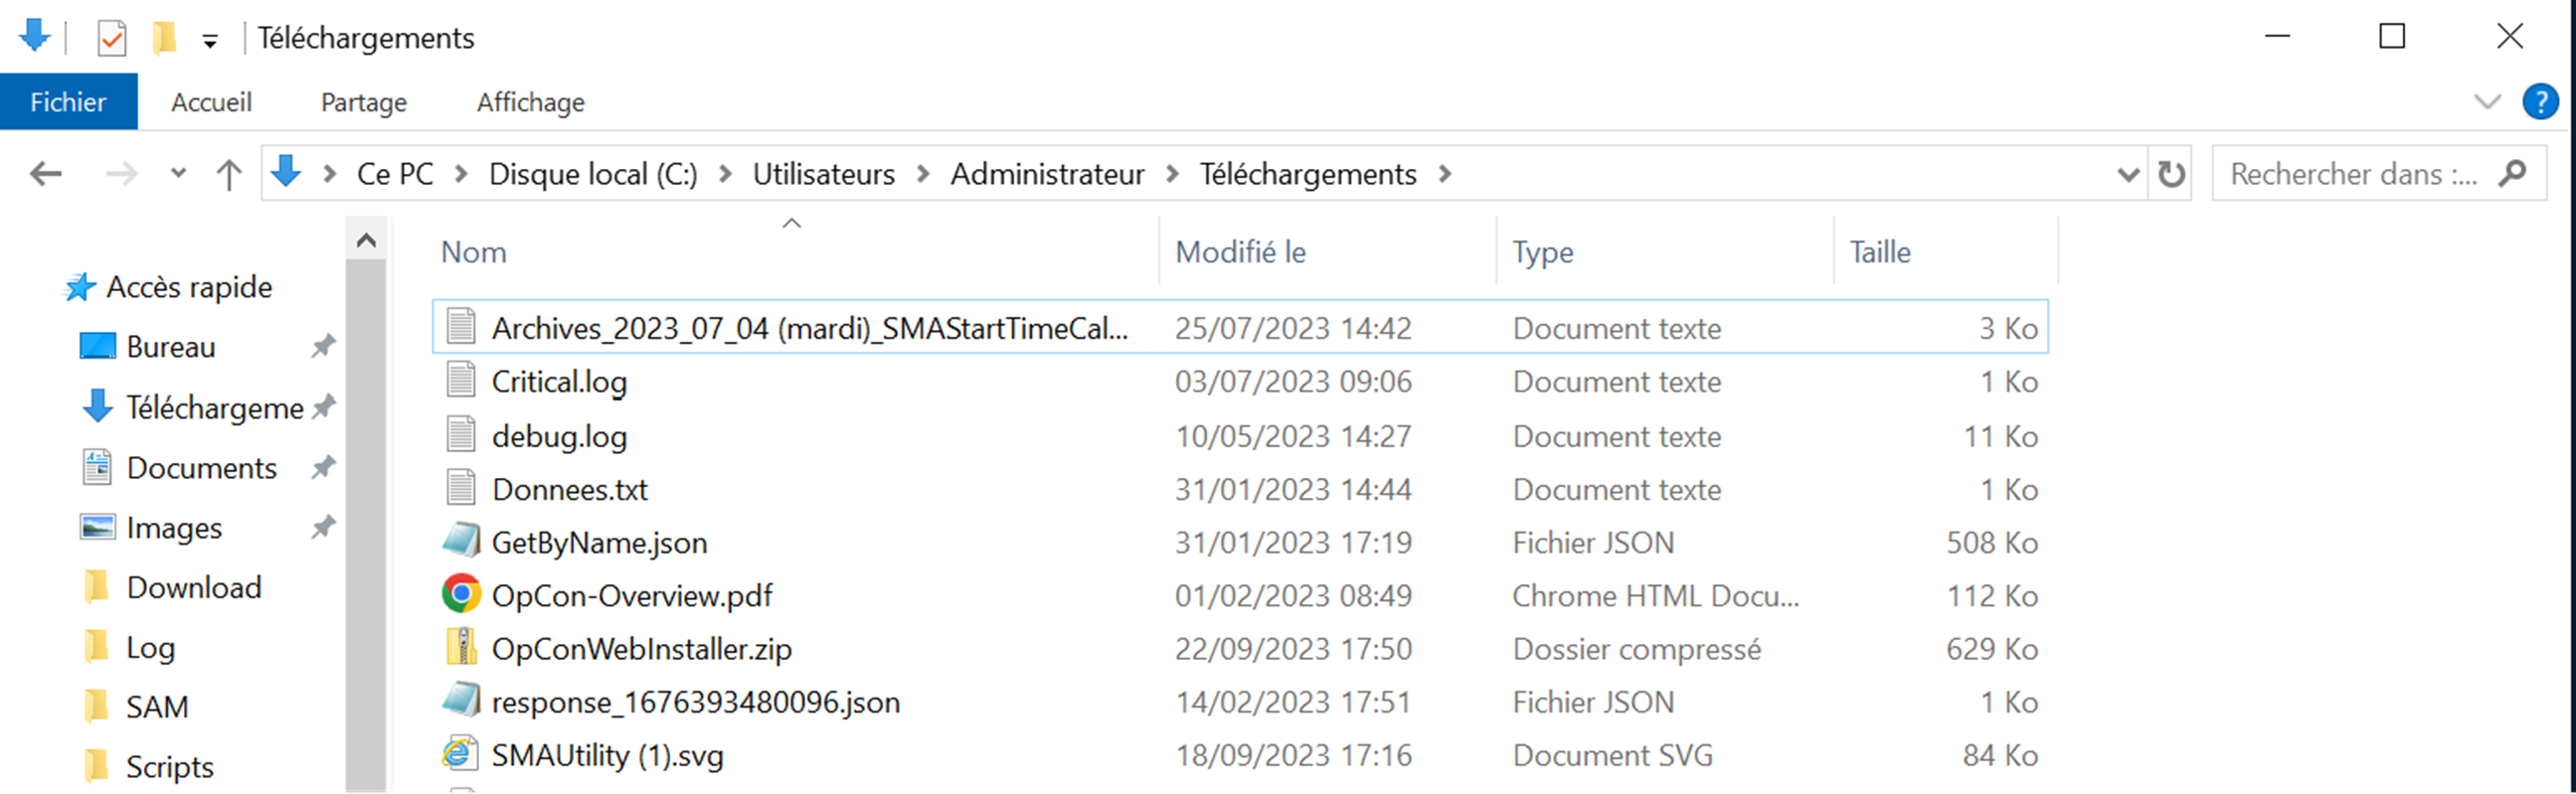 Téléchargements
Fichier Accueil Partage Affichage ?
Ce PC Disque local (C:) Utilisateurs Administrateur Téléchargements Rechercher dans :...
Nom Modifié le Type Taille
Accès rapide
Bureau
Téléchargeme
Documents
Images
Download
Log
SAM
Scripts
Archives_2023_07_04 (mardi)_SMAStartTimeCal... 25/07/2023 14:42 Document texte 3 Ko
Critical.log 03/07/2023 09:06 Document texte 1 Ko
debug.log 10/05/2023 14:27 Document texte 11 Ko
Donnees.txt 31/01/2023 14:44 Document texte 1 Ko
GetByName.json 31/01/2023 17:19 Fichier JSON 508 Ko
OpCon-Overview.pdf 01/02/2023 08:49 Chrome HTML Docu... 112 Ko
OpConWebInstaller.zip 22/09/2023 17:50 Dossier compressé 629 Ko
response_1676393480096.json 14/02/2023 17:51 Fichier JSON 1 Ko
SMAUtility (1).svg 18/09/2023 17:16 Document SVG 84 Ko